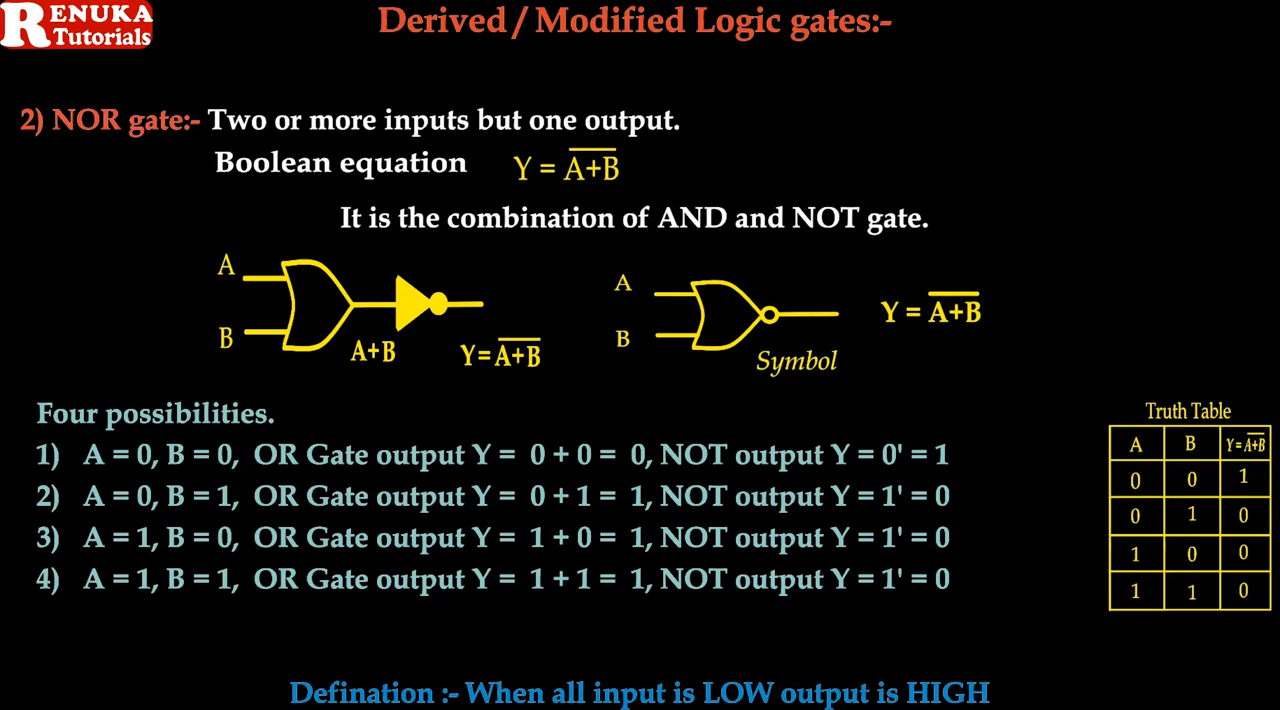 RENUKA
Tutorials
Derived / Modified Logic gates:-
2) NOR gate:- Two or more inputs but one output.
Boolean equation Y = A̅+̅B̅
It is the combination of AND and NOT gate.
A
B
A+B
Y= A̅+̅B̅
A
B
Symbol
Y = A̅+̅B̅
Four possibilities.
1) A = 0, B = 0, OR Gate output Y = 0 + 0 = 0, NOT output Y = 0' = 1
2) A = 0, B = 1, OR Gate output Y = 0 + 1 = 1, NOT output Y = 1' = 0
3) A = 1, B = 0, OR Gate output Y = 1 + 0 = 1, NOT output Y = 1' = 0
4) A = 1, B = 1, OR Gate output Y = 1 + 1 = 1, NOT output Y = 1' = 0
Truth Table
A B Y = A̅+̅B̅
0 0 1
0 1 0
1 0 0
1 1 0
Defination :- When all input is LOW output is HIGH